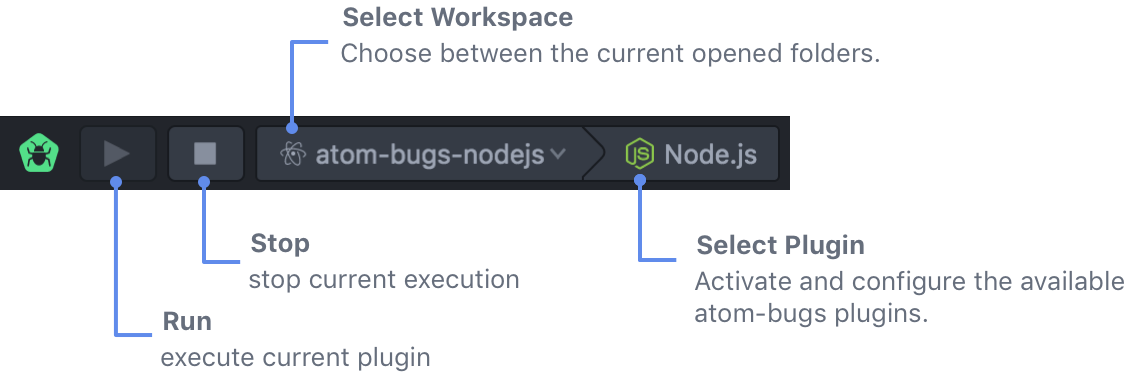 Select Workspace
Choose between the current opened folders.
atom-bugs-nodejs
JS Node.js
Stop
stop current execution
Select Plugin
Activate and configure the available
atom-bugs plugins.
Run
execute current plugin